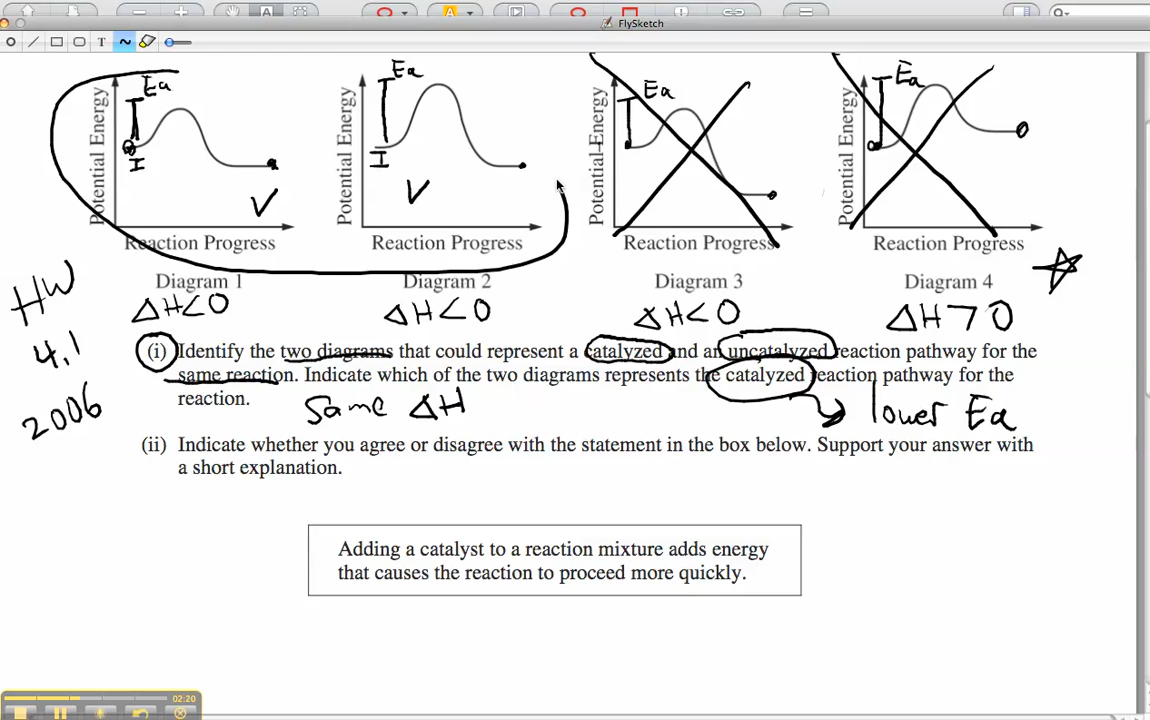 FlySketch
T
Ea
Ea
Ea
Ea
Potential Energy
Potential Energy
Potential Energy
Potential Energy
I
I
Reaction Progress
Reaction Progress
Reaction Progress
Reaction Progress
Diagram 1
Diagram 2
Diagram 3
Diagram 4
ΔH<0
ΔH<0
ΔH<0
ΔH>0
HW
4.1
2006
(i) Identify the two diagrams that could represent a catalyzed and an uncatalyzed reaction pathway for the
same reaction. Indicate which of the two diagrams represents the catalyzed reaction pathway for the
reaction.
Same ΔH
lower Ea
(ii) Indicate whether you agree or disagree with the statement in the box below. Support your answer with
a short explanation.
Adding a catalyst to a reaction mixture adds energy
that causes the reaction to proceed more quickly.
02:20